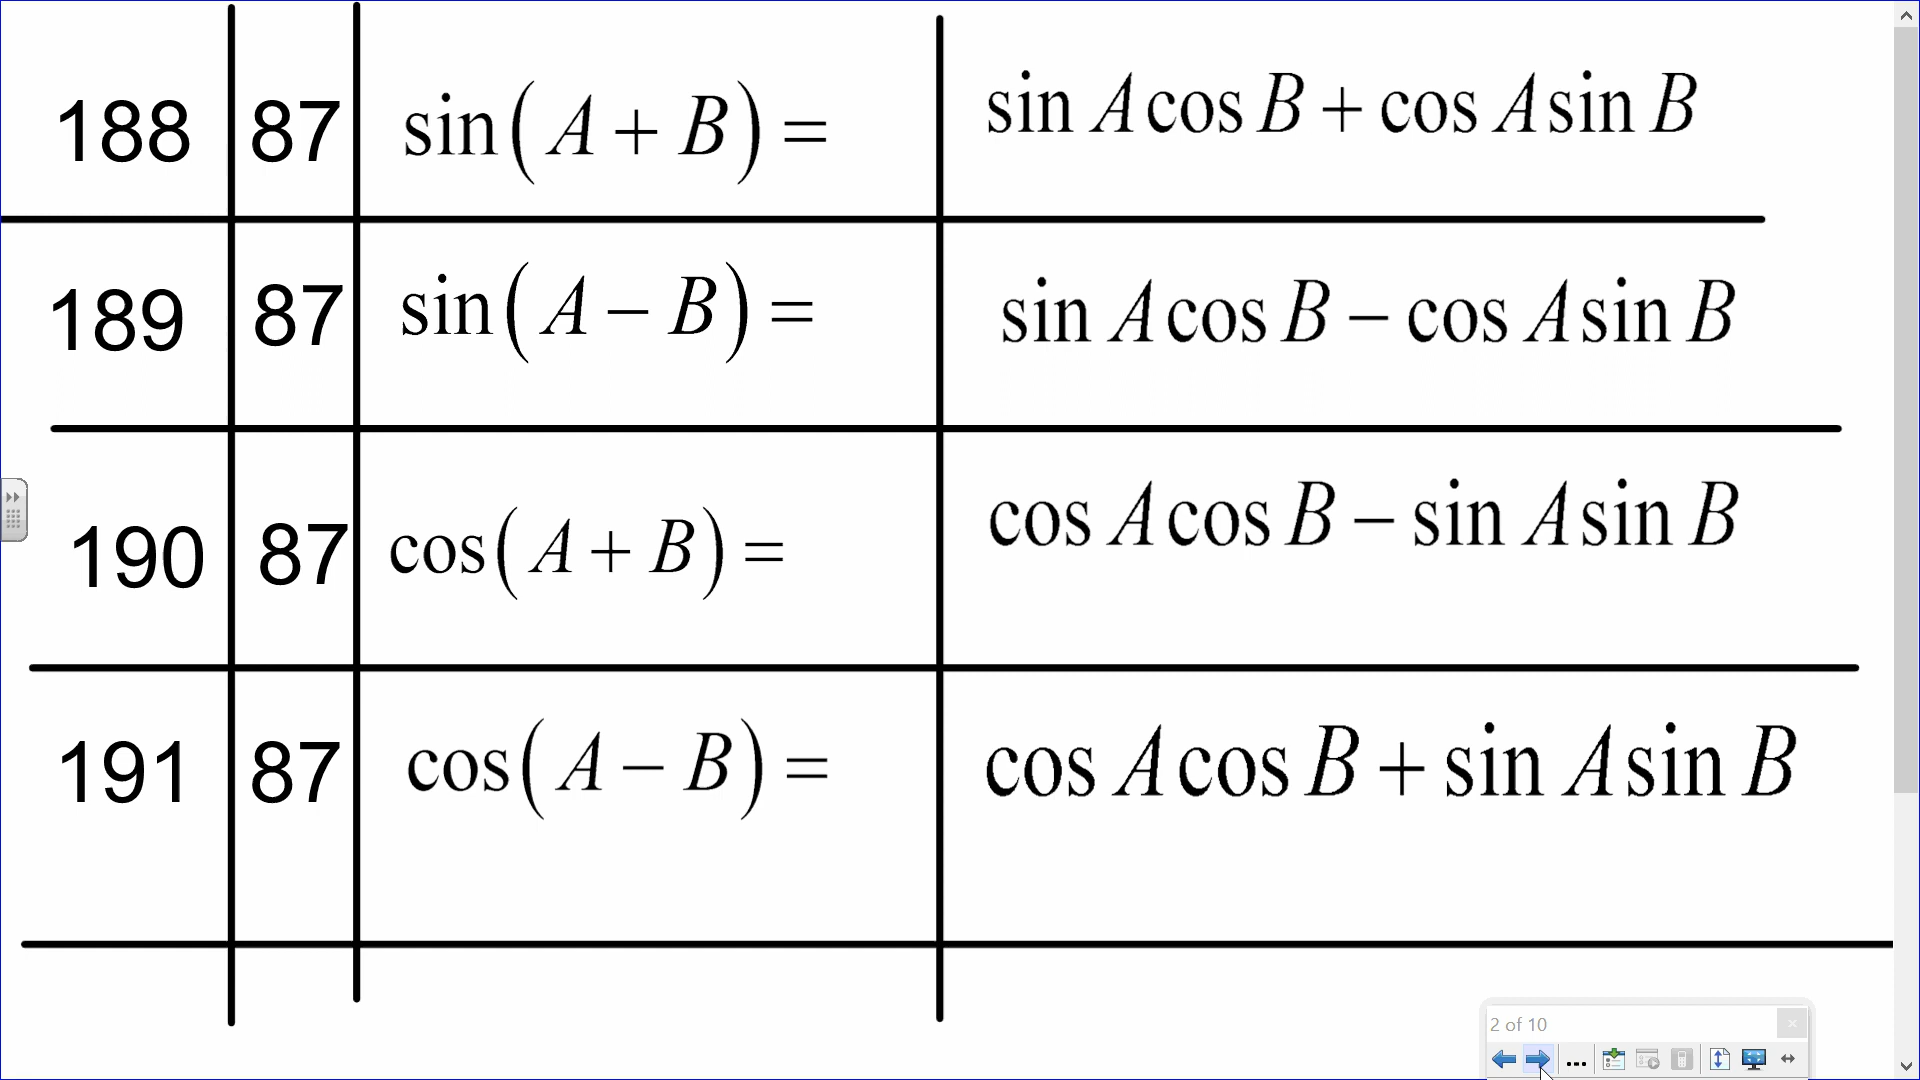 188 87 sin(A + B) = sin A cos B + cos A sin B
189 87 sin(A − B) = sin A cos B − cos A sin B
190 87 cos(A + B) = cos A cos B − sin A sin B
191 87 cos(A − B) = cos A cos B + sin A sin B
2 of 10